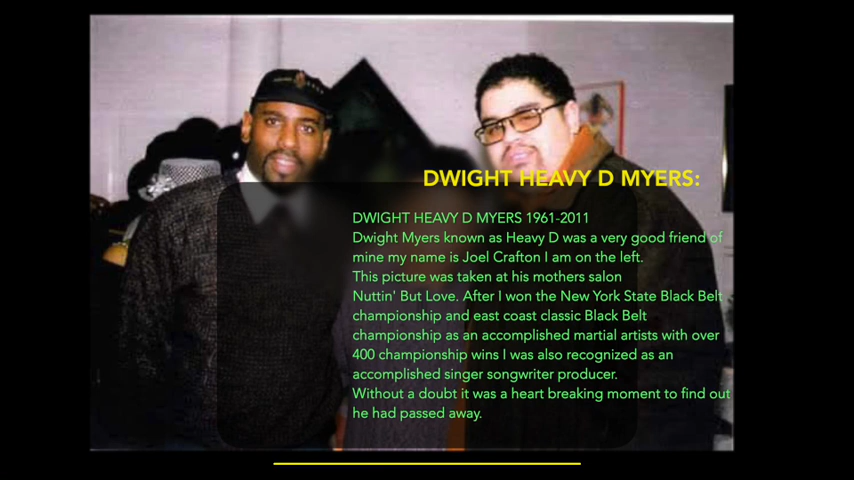 DWIGHT HEAVY D MYERS:
DWIGHT HEAVY D MYERS 1961-2011
Dwight Myers known as Heavy D was a very good friend of
mine my name is Joel Crafton I am on the left.
This picture was taken at his mothers salon
Nuttin' But Love. After I won the New York State Black Belt
championship and east coast classic Black Belt
championship as an accomplished martial artists with over
400 championship wins I was also recognized as an
accomplished singer songwriter producer.
Without a doubt it was a heart breaking moment to find out
he had passed away.